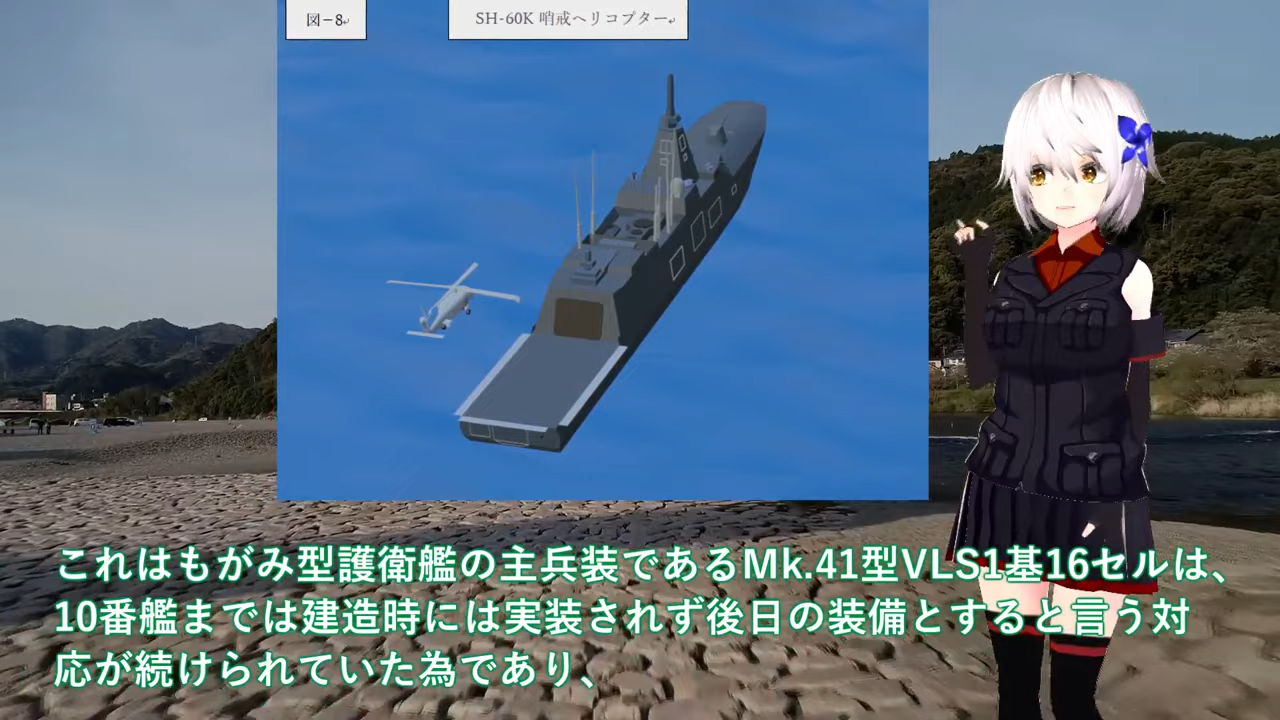 図－8
SH-60K 哨戒ヘリコプター
これはもがみ型護衛艦の主兵装であるMk.41型VLS1基16セルは、
10番艦までは建造時には実装されず後日の装備とすると言う対
応が続けられていた為であり、